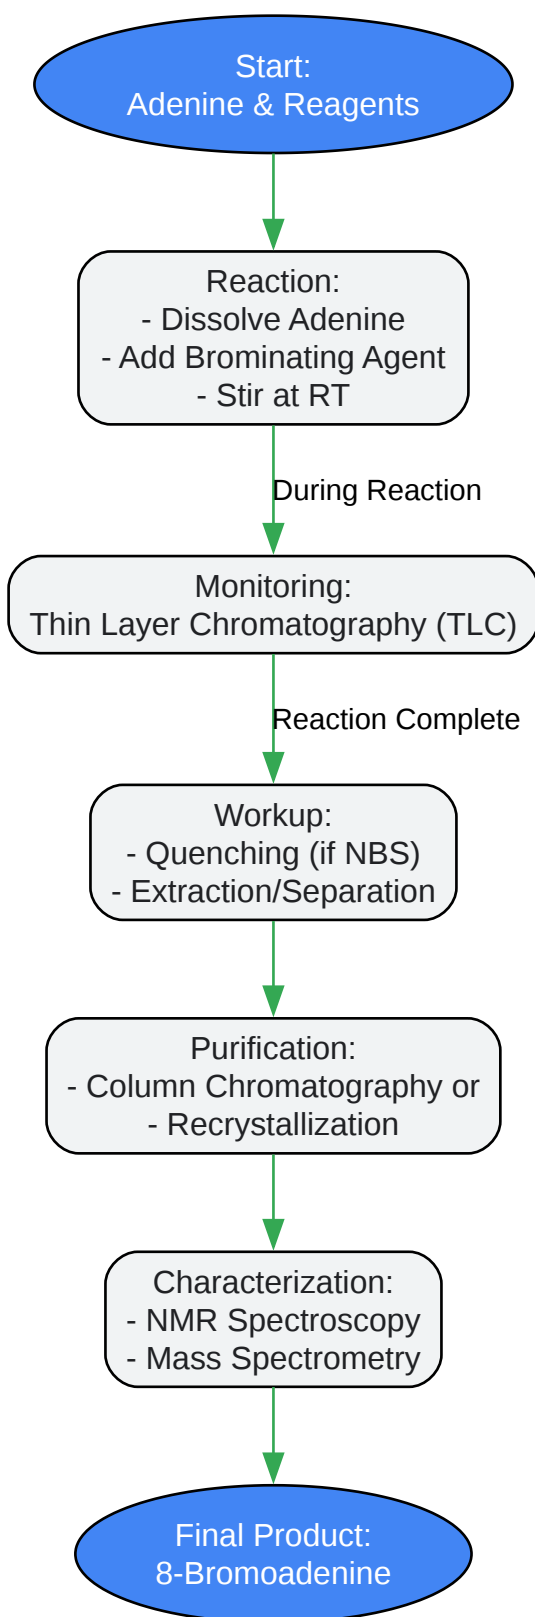 Start:
Adenine & Reagents
Reaction:
- Dissolve Adenine
- Add Brominating Agent
- Stir at RT
During Reaction
Monitoring:
Thin Layer Chromatography (TLC)
Reaction Complete
Workup:
- Quenching (if NBS)
- Extraction/Separation
Purification:
- Column Chromatography or
- Recrystallization
Characterization:
- NMR Spectroscopy
- Mass Spectrometry
Final Product:
8-Bromoadenine